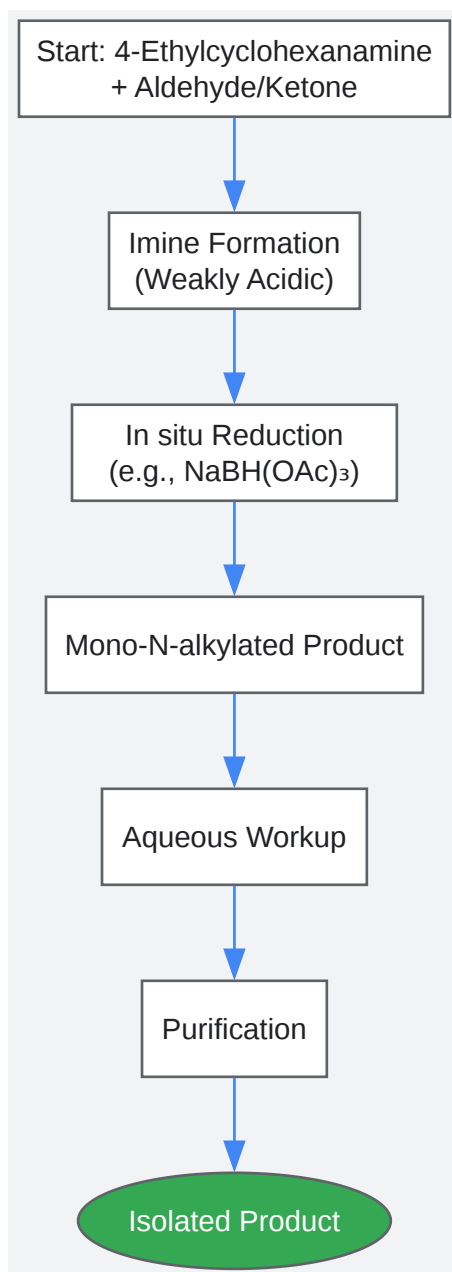 Start: 4-Ethylcyclohexanamine
+ Aldehyde/Ketone
Imine Formation
(Weakly Acidic)
In situ Reduction
(e.g., NaBH(OAc)₃)
Mono-N-alkylated Product
Aqueous Workup
Purification
Isolated Product